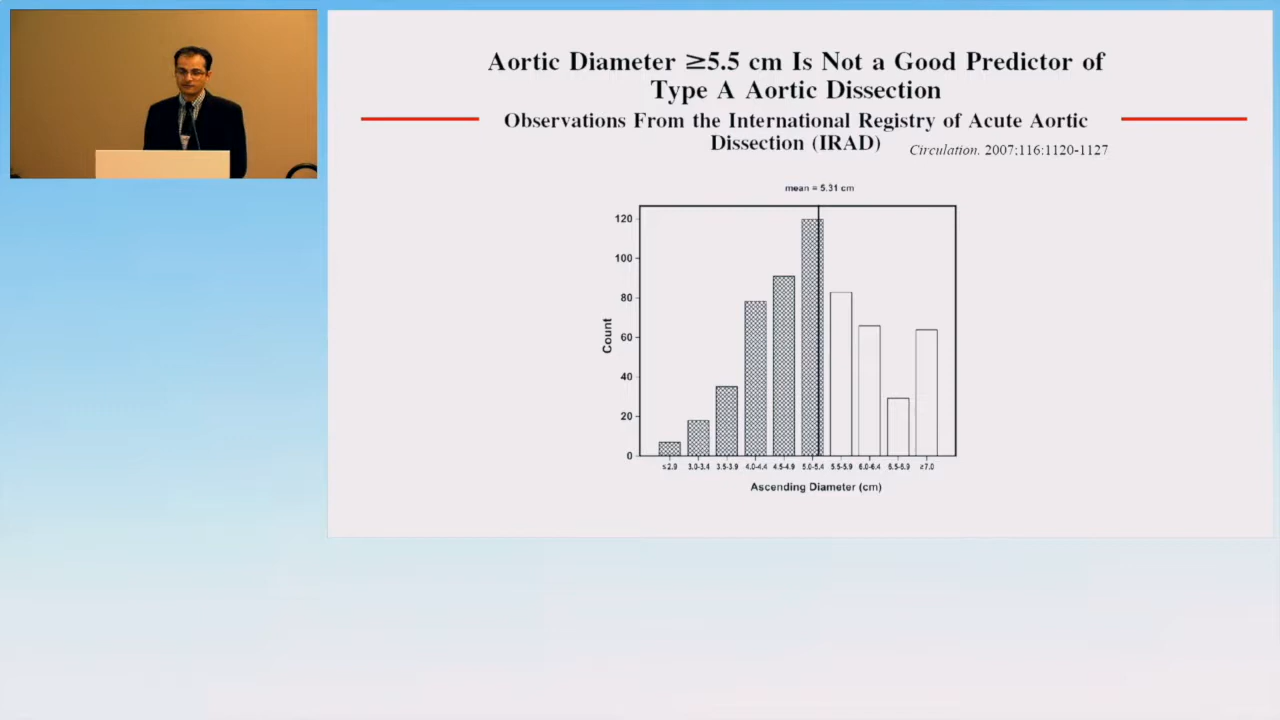 Aortic Diameter ≥5.5 cm Is Not a Good Predictor of
Type A Aortic Dissection
Observations From the International Registry of Acute Aortic
Dissection (IRAD)
Circulation. 2007;116:1120-1127
mean = 5.31 cm
120
100
80
60
40
20
0
Count
≤2.9 3.0-3.4 3.5-3.9 4.0-4.4 4.5-4.9 5.0-5.4 5.5-5.9 6.0-6.4 6.5-6.9 ≥7.0
Ascending Diameter (cm)